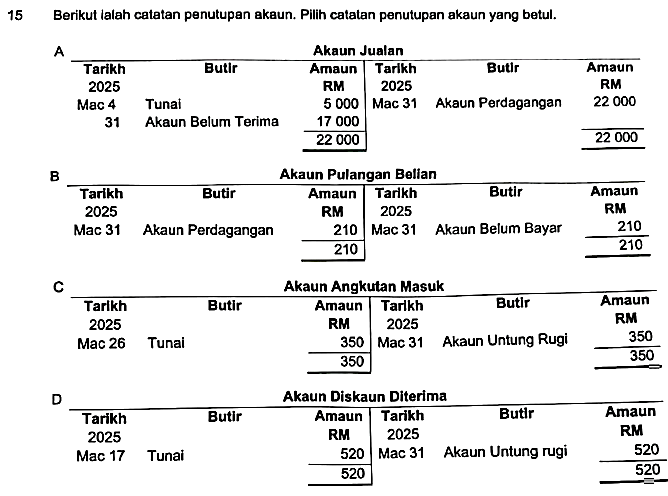 15 Berikut ialah catatan penutupan akaun. Pilih catatan penutupan akaun yang betul.
A Akaun Jualan
Tarikh Butir Amaun Tarikh Butir Amaun
2025 RM 2025 RM
Mac 4 Tunai 5 000 Mac 31 Akaun Perdagangan 22 000
31 Akaun Belum Terima 17 000
22 000 22 000
B Akaun Pulangan Belian
Tarikh Butir Amaun Tarikh Butir Amaun
2025 RM 2025 RM
Mac 31 Akaun Perdagangan 210 Mac 31 Akaun Belum Bayar 210
210 210
C Akaun Angkutan Masuk
Tarikh Butir Amaun Tarikh Butir Amaun
2025 RM 2025 RM
Mac 26 Tunai 350 Mac 31 Akaun Untung Rugi 350
350 350
D Akaun Diskaun Diterima
Tarikh Butir Amaun Tarikh Butir Amaun
2025 RM 2025 RM
Mac 17 Tunai 520 Mac 31 Akaun Untung rugi 520
520 520